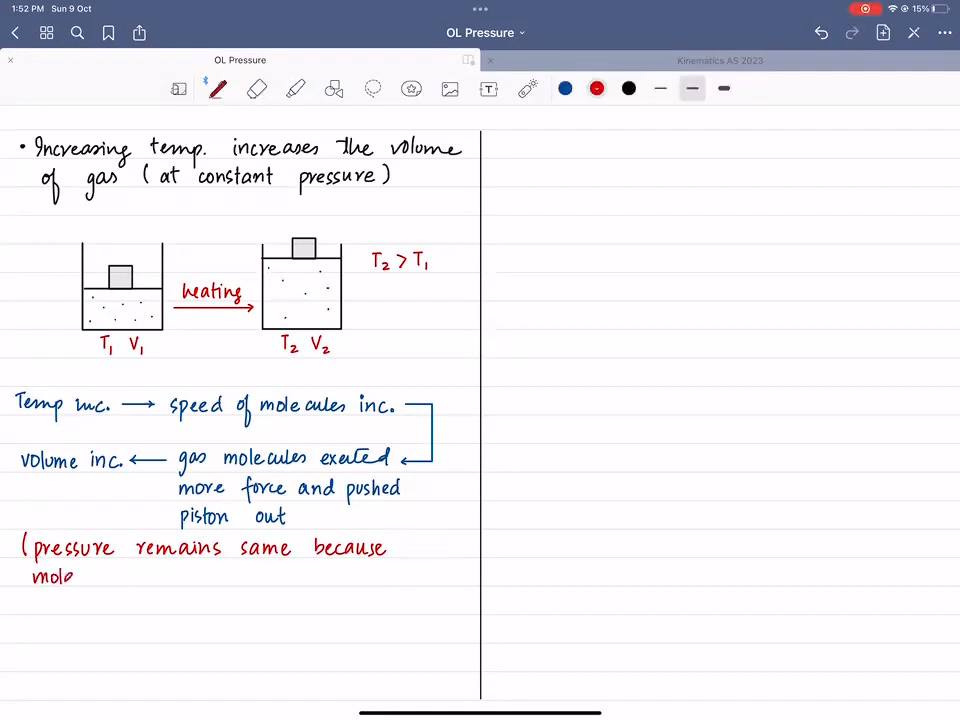 1:52 PM Sun 9 Oct
15%
OL Pressure
OL Pressure
Kinematics AS 2023
• Increasing temp. increases the volume
of gas (at constant pressure)
T₂ > T₁
heating
T₁ V₁
T₂ V₂
Temp inc. → speed of molecules inc.
volume inc. ← gas molecules exerted
more force and pushed
piston out
(pressure remains same because
mole